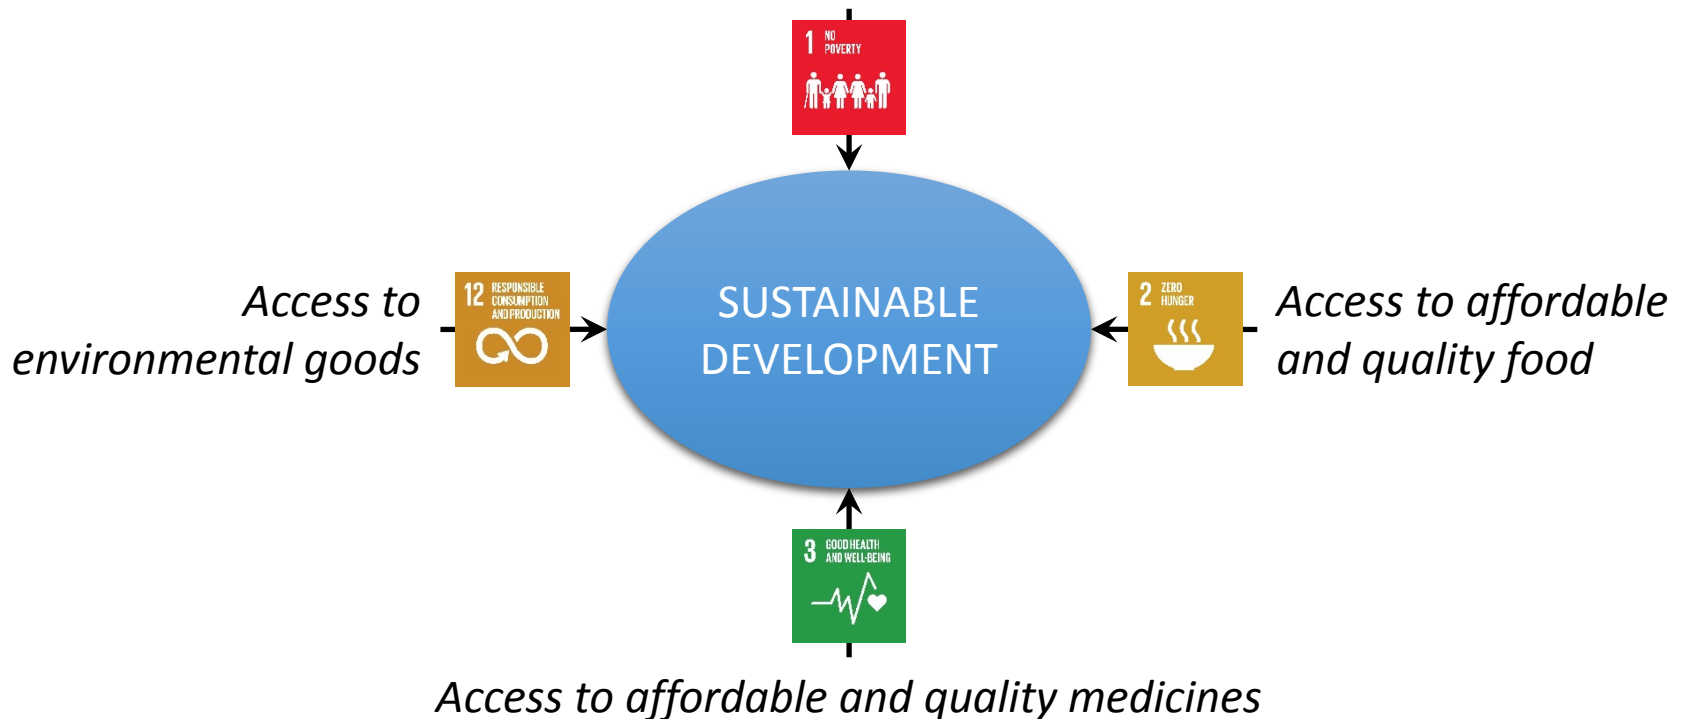 1 NO
POVERTY
Access to
environmental goods
12 RESPONSIBLE
CONSUMPTION
AND PRODUCTION
SUSTAINABLE
DEVELOPMENT
2 ZERO
HUNGER
Access to affordable
and quality food
3 GOOD HEALTH
AND WELL-BEING
Access to affordable and quality medicines